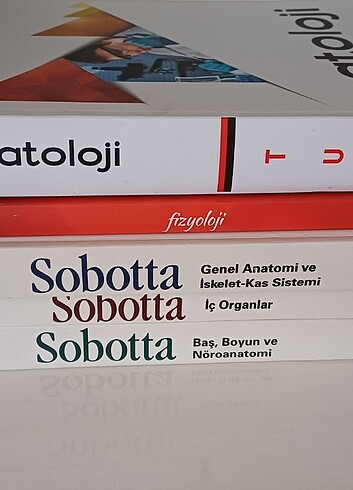 atoloji
atoloji
T U
fizyoloji
Sobotta
Genel Anatomi ve
İskelet-Kas Sistemi
Sobotta
İç Organlar
Sobotta
Baş, Boyun ve
Nöroanatomi